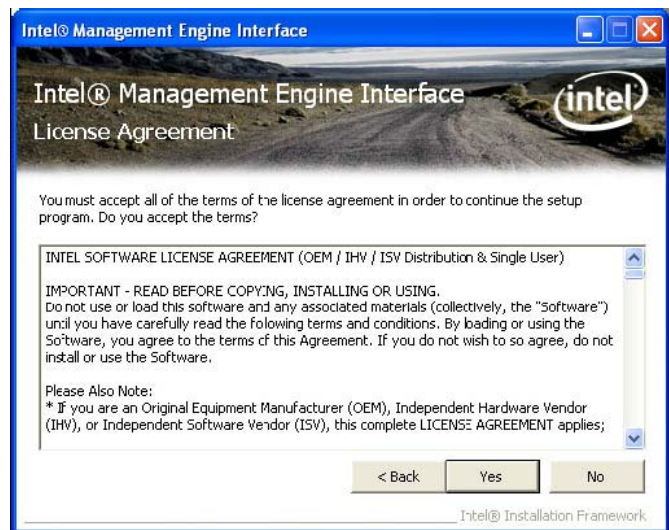 Intel® Management Engine Interface
Intel® Management Engine Interface
License Agreement
intel
You must accept all of the terms of the license agreement in order to continue the setup
program. Do you accept the terms?
INTEL SOFTWARE LICENSE AGREEMENT (OEM / IHV / ISV Distribution & Single User)
IMPORTANT - READ BEFORE COPYING, INSTALLING OR USING.
Do not use or load this software and any associated materials (collectively, the "Software")
until you have carefully read the following terms and conditions. By loading or using the
Software, you agree to the terms of this Agreement. If you do not wish to so agree, do not
install or use the Software.
Please Also Note:
* If you are an Original Equipment Manufacturer (OEM), Independent Hardware Vendor
(IHV), or Independent Software Vendor (ISV), this complete LICENSE AGREEMENT applies;
< Back Yes No
Intel® Installation Framework